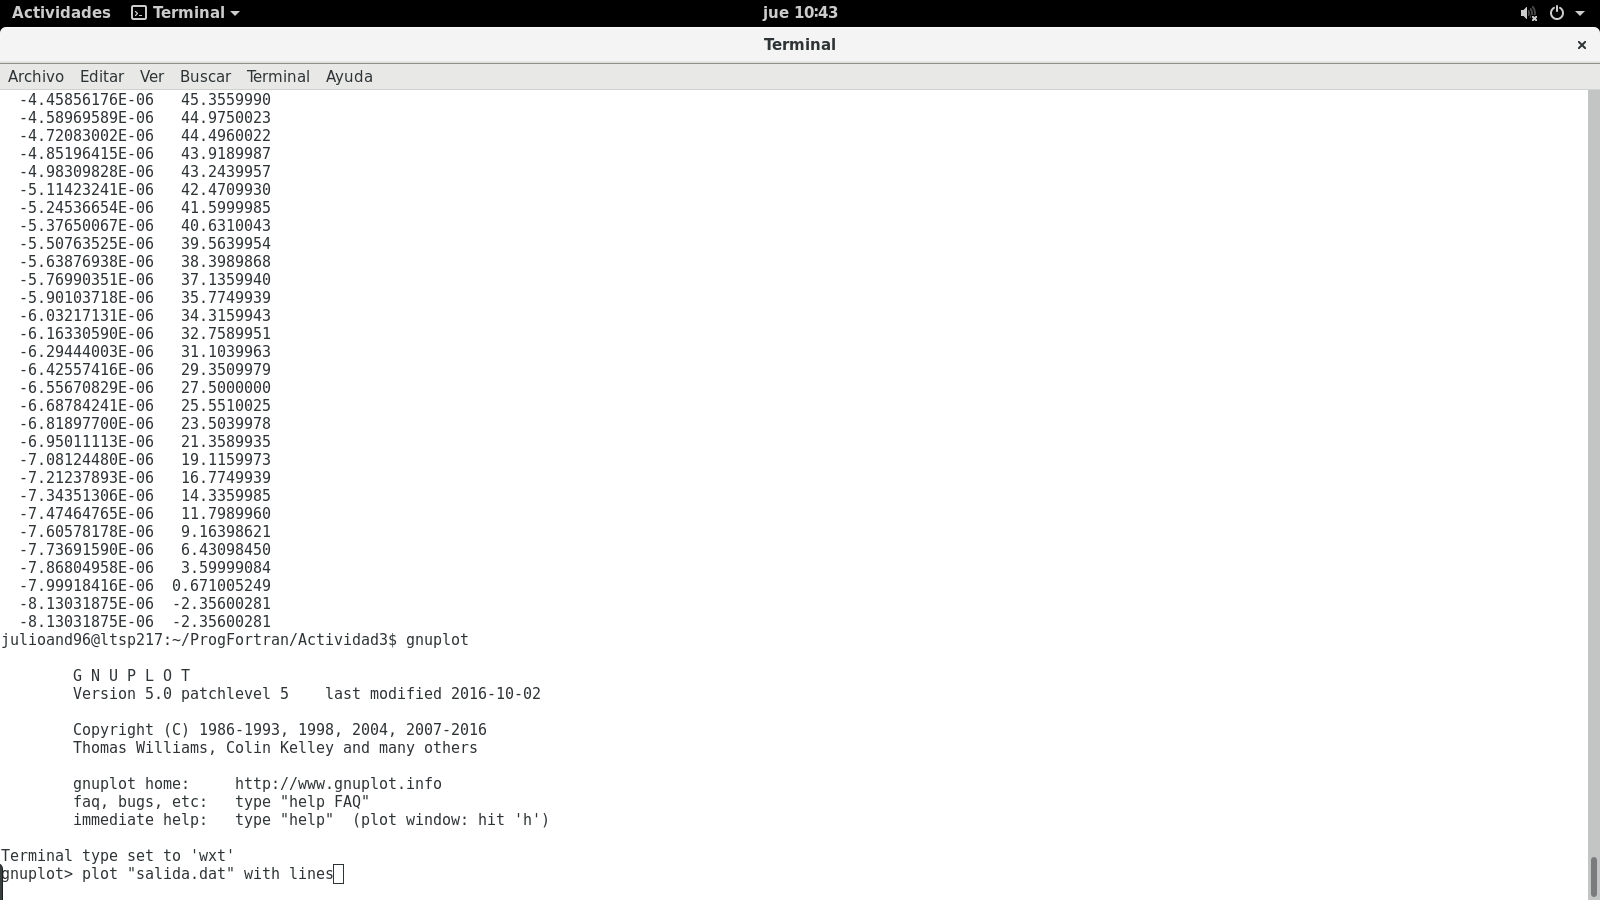 Actividades Terminal jue 10:43
Terminal ×
Archivo Editar Ver Buscar Terminal Ayuda
-4.45856176E-06 45.3559990
-4.58969589E-06 44.9750023
-4.72083002E-06 44.4960022
-4.85196415E-06 43.9189987
-4.98309828E-06 43.2439957
-5.11423241E-06 42.4709930
-5.24536654E-06 41.5999985
-5.37650067E-06 40.6310043
-5.50763525E-06 39.5639954
-5.63876938E-06 38.3989868
-5.76990351E-06 37.1359940
-5.90103718E-06 35.7749939
-6.03217131E-06 34.3159943
-6.16330590E-06 32.7589951
-6.29444003E-06 31.1039963
-6.42557416E-06 29.3509979
-6.55670829E-06 27.5000000
-6.68784241E-06 25.5510025
-6.81897700E-06 23.5039978
-6.95011113E-06 21.3589935
-7.08124480E-06 19.1159973
-7.21237893E-06 16.7749939
-7.34351306E-06 14.3359985
-7.47464765E-06 11.7989960
-7.60578178E-06 9.16398621
-7.73691590E-06 6.43098450
-7.86804958E-06 3.59999084
-7.99918416E-06 0.671005249
-8.13031875E-06 -2.35600281
-8.13031875E-06 -2.35600281
julioand96@ltsp217:~/ProgFortran/Actividad3$ gnuplot
G N U P L O T
Version 5.0 patchlevel 5 last modified 2016-10-02
Copyright (C) 1986-1993, 1998, 2004, 2007-2016
Thomas Williams, Colin Kelley and many others
gnuplot home: http://www.gnuplot.info
faq, bugs, etc: type "help FAQ"
immediate help: type "help" (plot window: hit 'h')
Terminal type set to 'wxt'
gnuplot> plot "salida.dat" with lines